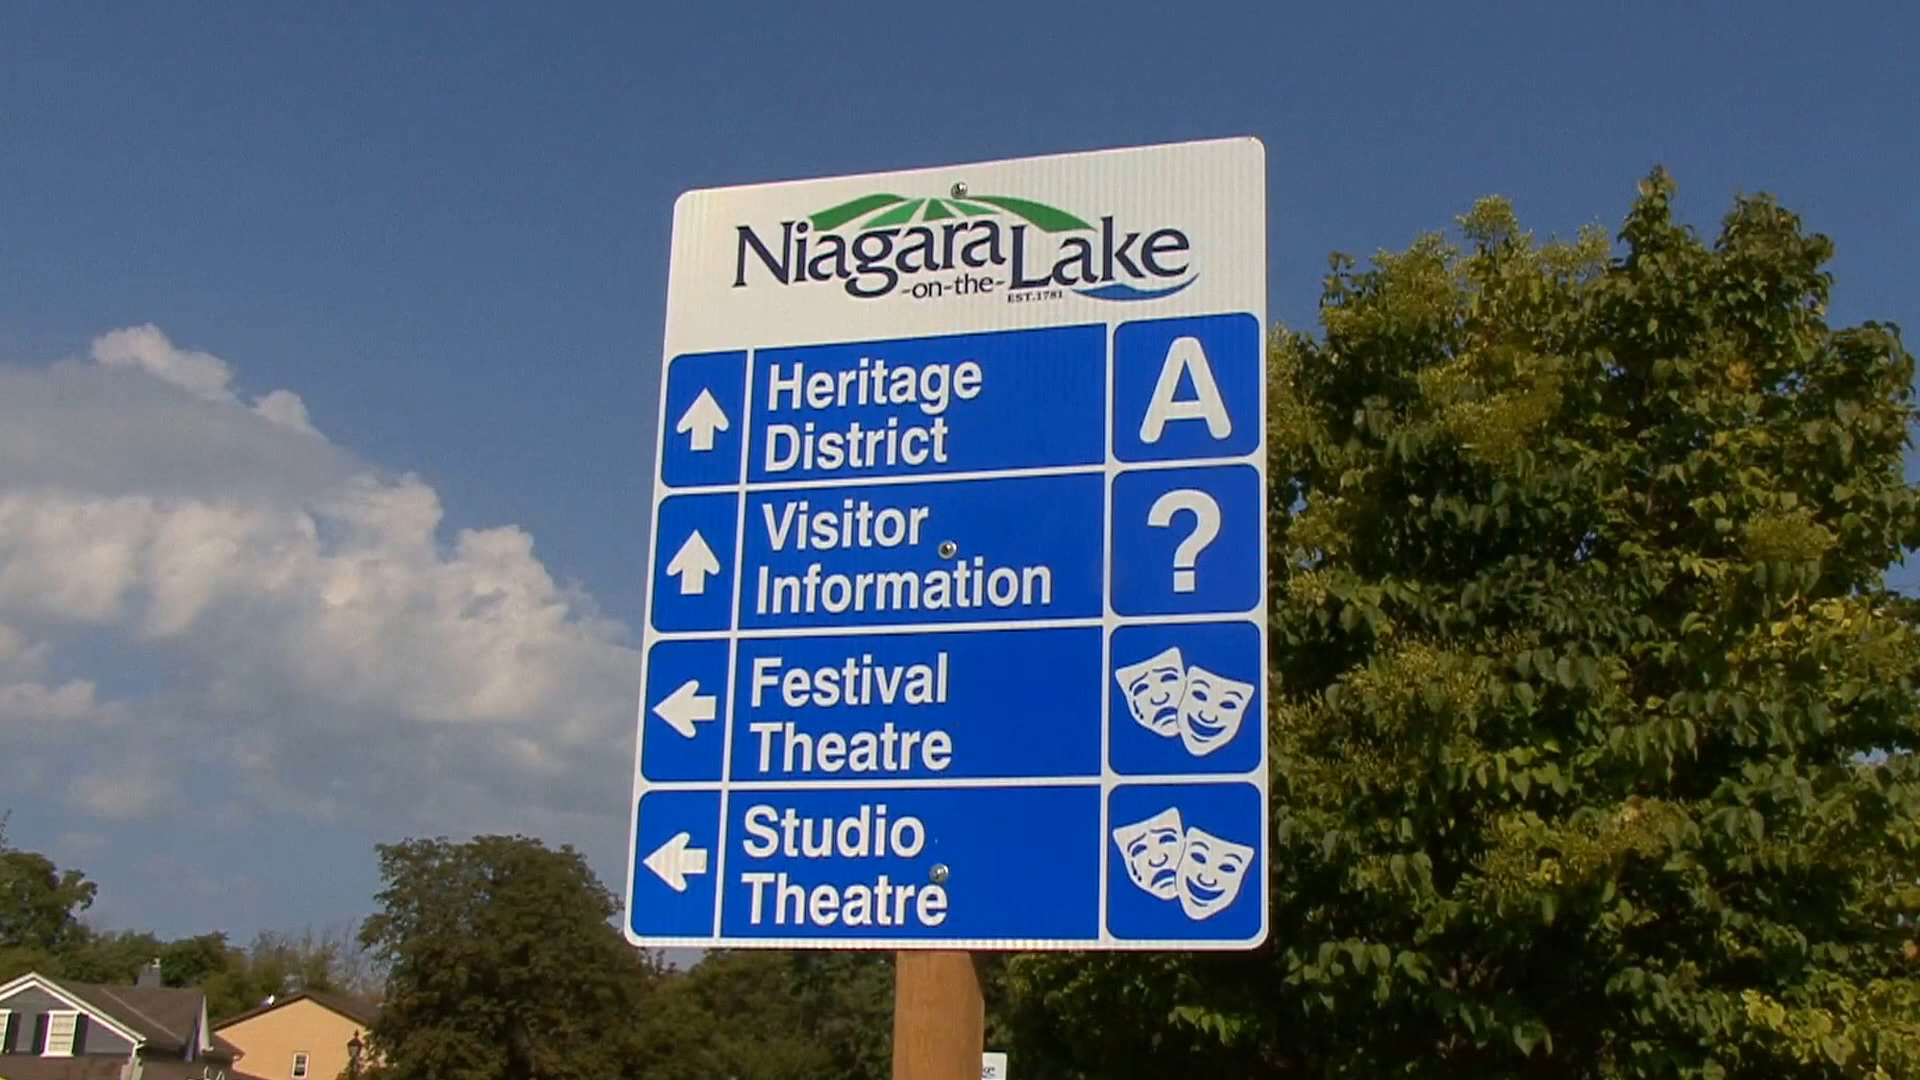 Niagara Lake
-on-the-
EST.1781
Heritage
District
A
Visitor
Information
?
Festival
Theatre
Studio
Theatre